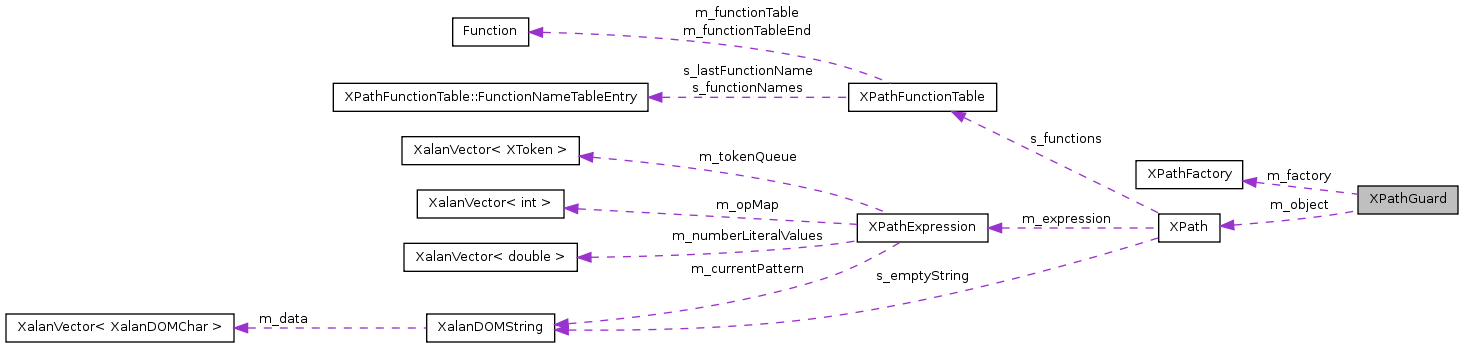 m_functionTable
m_functionTableEnd
Function
s_lastFunctionName
s_functionNames
XPathFunctionTable::FunctionNameTableEntry
XPathFunctionTable
s_functions
XalanVector< XToken >
m_tokenQueue
XPathFactory
m_factory
XPathGuard
m_object
XalanVector< int >
m_opMap
XPathExpression
m_expression
XPath
m_numberLiteralValues
XalanVector< double >
m_currentPattern
s_emptyString
XalanVector< XalanDOMChar >
m_data
XalanDOMString